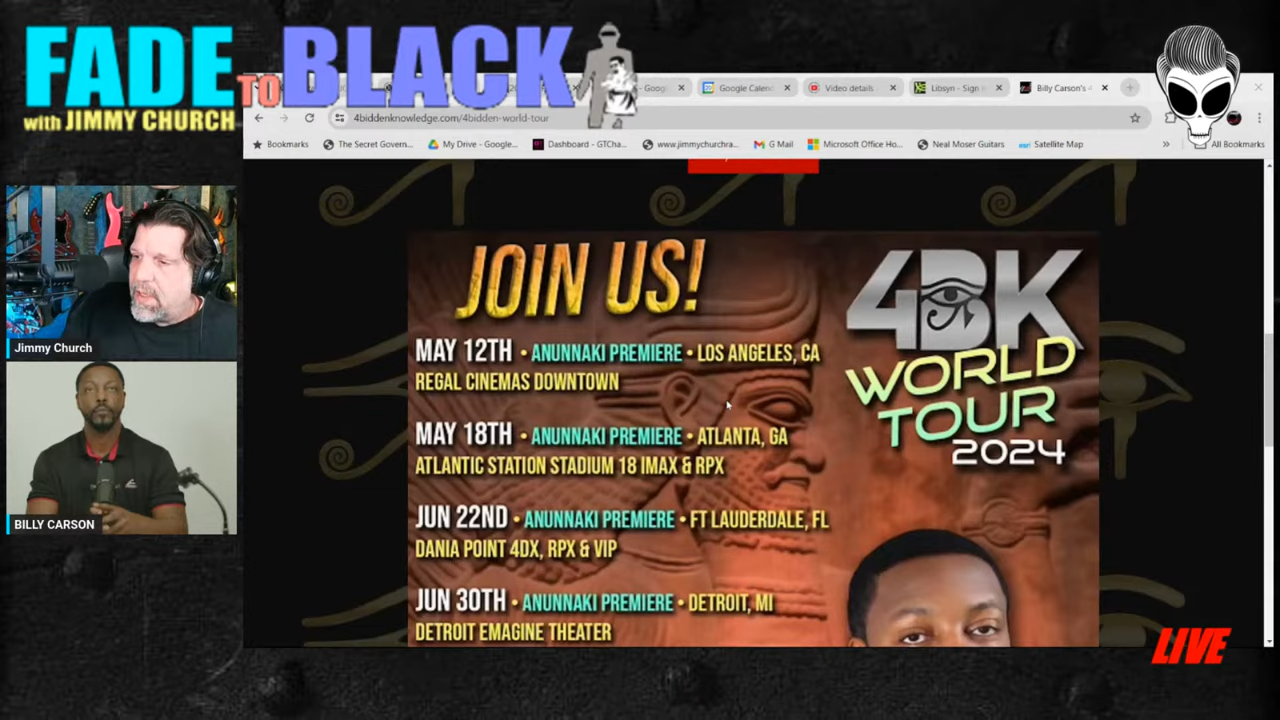 FADE TO BLACK
with JIMMY CHURCH
Google Calen
Video details
Libsyn - Sign
Billy Carson's
4biddenknowledge.com/4bidden-world-tour
Bookmarks
The Secret Govern...
My Drive - Google...
Dashboard - GTCha...
www.jimmychurchra...
G Mail
Microsoft Office Ho...
Neal Moser Guitars
Satellite Map
All Bookmarks
Jimmy Church
BILLY CARSON
JOIN US!
MAY 12TH • ANUNNAKI PREMIERE • LOS ANGELES, CA
REGAL CINEMAS DOWNTOWN
MAY 18TH • ANUNNAKI PREMIERE • ATLANTA, GA
ATLANTIC STATION STADIUM 18 IMAX & RPX
JUN 22ND • ANUNNAKI PREMIERE • FT LAUDERDALE, FL
DANIA POINT 4DX, RPX & VIP
JUN 30TH • ANUNNAKI PREMIERE • DETROIT, MI
DETROIT EMAGINE THEATER
4BK
WORLD
TOUR
2024
LIVE